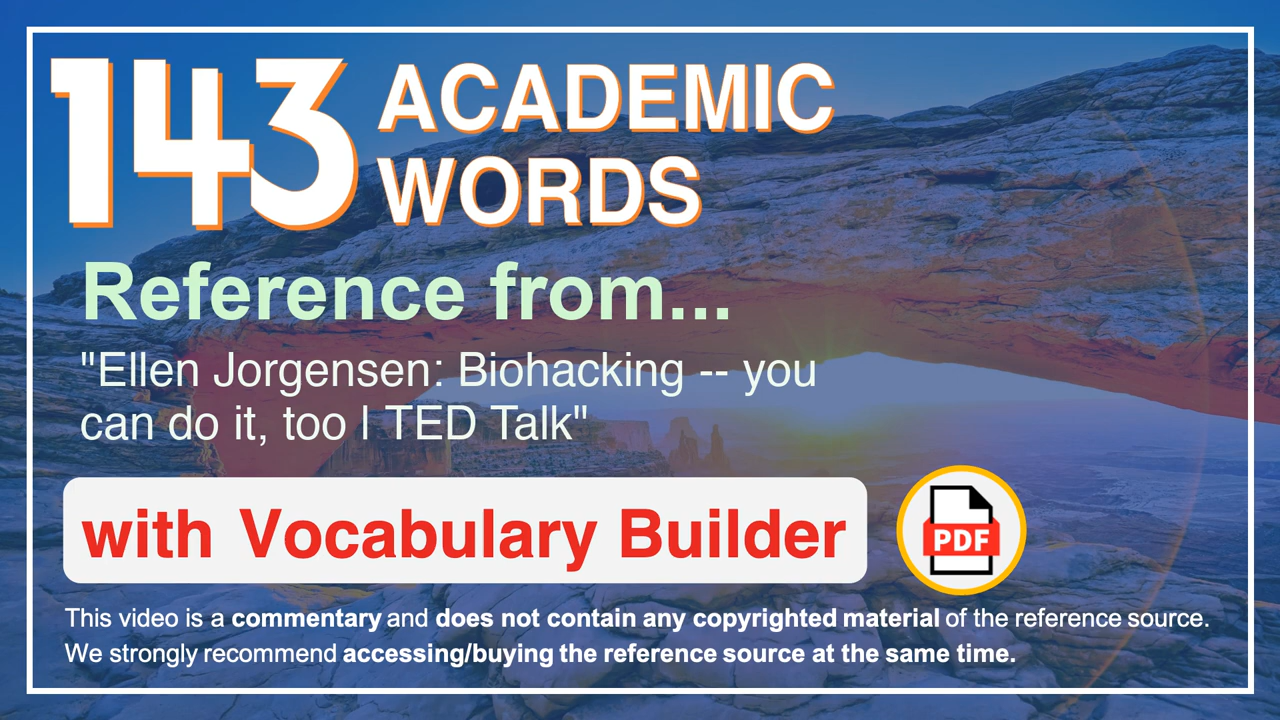 143 ACADEMIC
WORDS
Reference from...
"Ellen Jorgensen: Biohacking -- you
can do it, too | TED Talk"
with Vocabulary Builder
PDF
This video is a commentary and does not contain any copyrighted material of the reference source.
We strongly recommend accessing/buying the reference source at the same time.